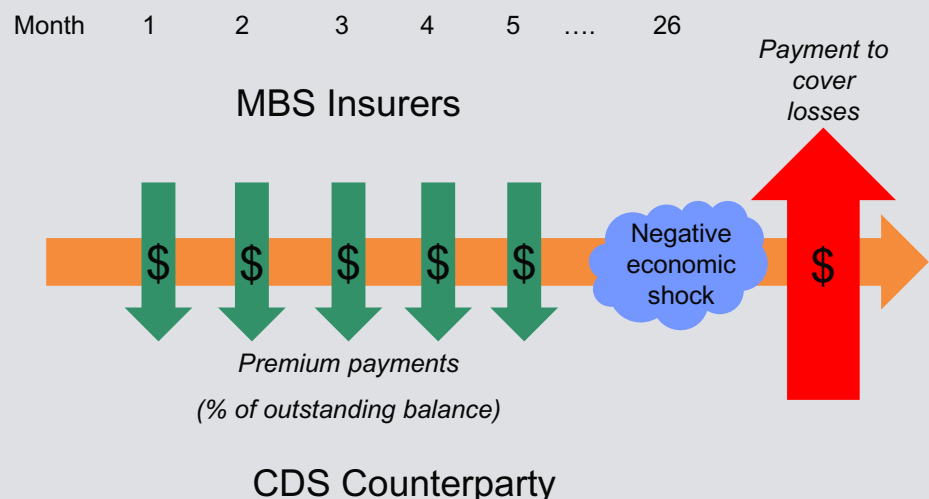 Month 1 2 3 4 5 .... 26
Payment to
cover
losses
MBS Insurers
$ $ $ $ $
Negative
economic
shock
$
Premium payments
(% of outstanding balance)
CDS Counterparty